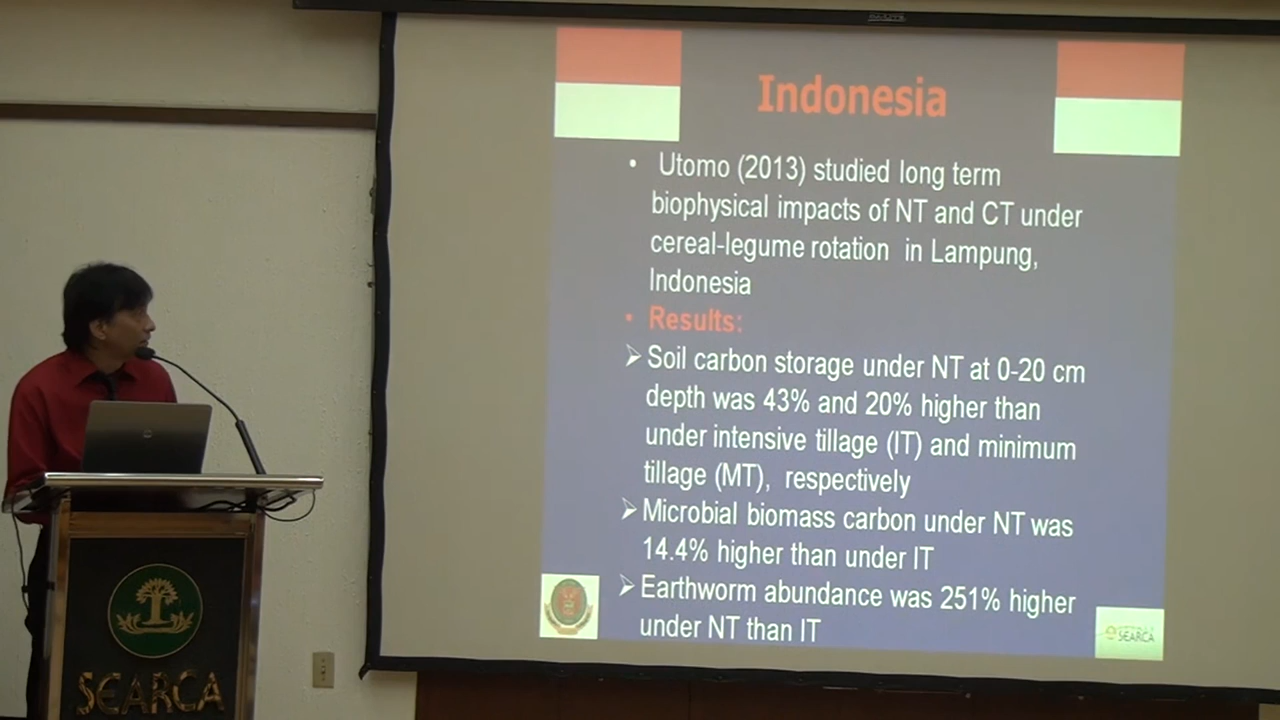 Indonesia
• Utomo (2013) studied long term
biophysical impacts of NT and CT under
cereal-legume rotation in Lampung,
Indonesia
• Results:
➢ Soil carbon storage under NT at 0-20 cm
depth was 43% and 20% higher than
under intensive tillage (IT) and minimum
tillage (MT), respectively
➢ Microbial biomass carbon under NT was
14.4% higher than under IT
➢ Earthworm abundance was 251% higher
under NT than IT
SEARCA
SEARCA